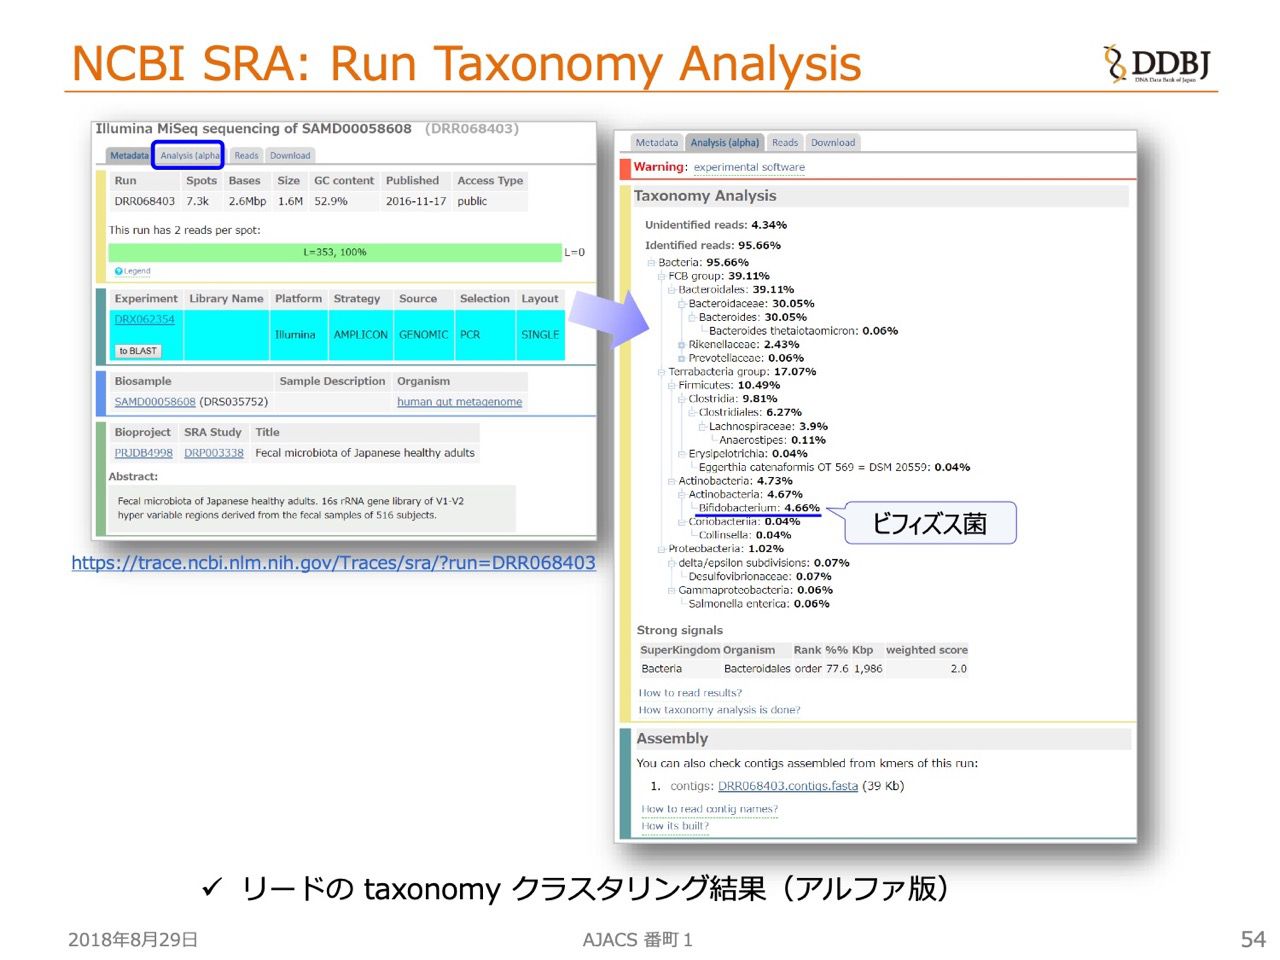 NCBI SRA: Run Taxonomy Analysis
DDBJ
DNA Data Bank of Japan
Illumina MiSeq sequencing of SAMD00058608 (DRR068403)
Metadata Analysis (alpha) Reads Download
Run Spots Bases Size GC content Published Access Type
DRR068403 7.3k 2.6Mbp 1.6M 52.9% 2016-11-17 public
This run has 2 reads per spot:
L=353, 100% L=0
Legend
Experiment Library Name Platform Strategy Source Selection Layout
DRX062354
Illumina AMPLICON GENOMIC PCR SINGLE
to BLAST
Biosample Sample Description Organism
SAMD00058608 (DRS035752) human gut metagenome
Bioproject SRA Study Title
PRJDB4998 DRP003338 Fecal microbiota of Japanese healthy adults
Abstract:
Fecal microbiota of Japanese healthy adults. 16s rRNA gene library of V1-V2
hyper variable regions derived from the fecal samples of 516 subjects.
https://trace.ncbi.nlm.nih.gov/Traces/sra/?run=DRR068403
Metadata Analysis (alpha) Reads Download
Warning: experimental software
Taxonomy Analysis
Unidentified reads: 4.34%
Identified reads: 95.66%
Bacteria: 95.66%
FCB group: 39.11%
Bacteroidales: 39.11%
Bacteroidaceae: 30.05%
Bacteroides: 30.05%
Bacteroides thetaiotaomicron: 0.06%
Rikenellaceae: 2.43%
Prevotellaceae: 0.06%
Terrabacteria group: 17.07%
Firmicutes: 10.49%
Clostridia: 9.81%
Clostridiales: 6.27%
Lachnospiraceae: 3.9%
Anaerostipes: 0.11%
Erysipelotrichia: 0.04%
Eggerthia catenaformis OT 569 = DSM 20559: 0.04%
Actinobacteria: 4.73%
Actinobacteria: 4.67%
Bifidobacterium: 4.66%
ビフィズス菌
Coriobacteriia: 0.04%
Collinsella: 0.04%
Proteobacteria: 1.02%
delta/epsilon subdivisions: 0.07%
Desulfovibrionaceae: 0.07%
Gammaproteobacteria: 0.06%
Salmonella enterica: 0.06%
Strong signals
SuperKingdom Organism Rank %% Kbp weighted score
Bacteria Bacteroidales order 77.6 1,986 2.0
How to read results?
How taxonomy analysis is done?
Assembly
You can also check contigs assembled from kmers of this run:
1. contigs: DRR068403.contigs.fasta (39 Kb)
How to read contig names?
How its built?
✓ リードの taxonomy クラスタリング結果（アルファ版）
2018年8月29日 AJACS 番町１ 54